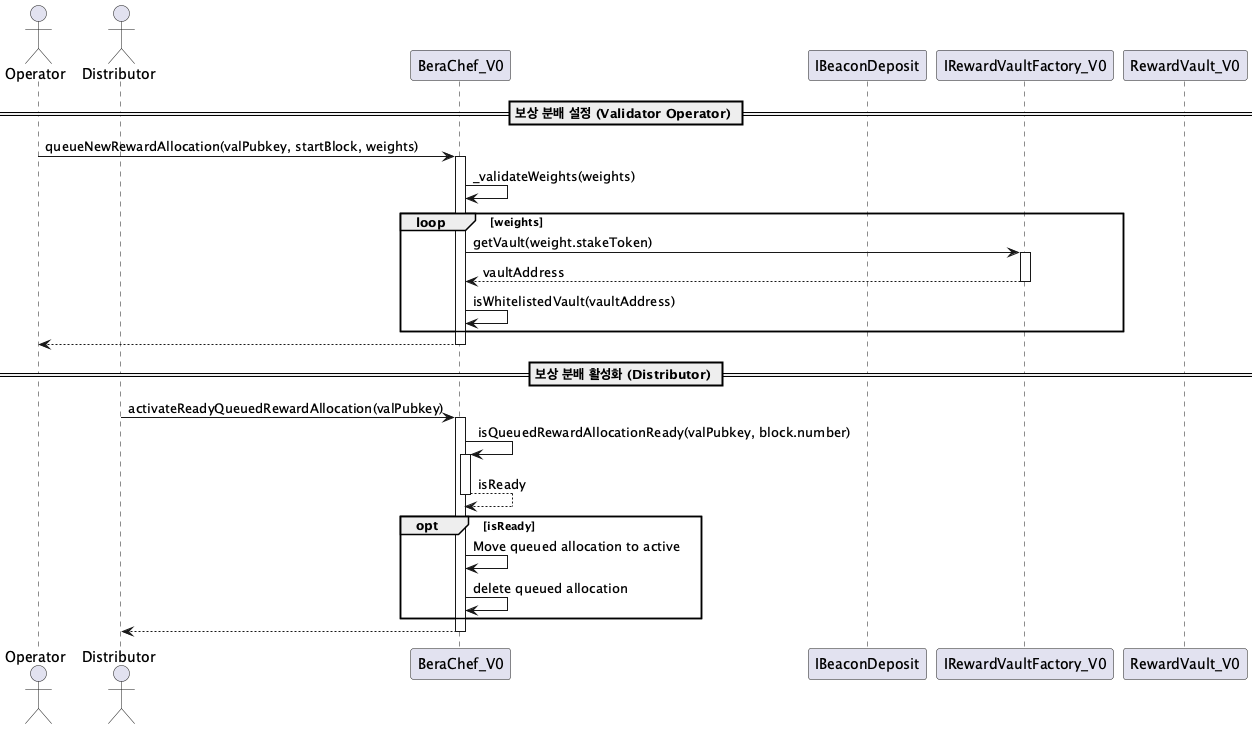 Operator
Distributor
BeraChef_V0
IBeaconDeposit
IRewardVaultFactory_V0
RewardVault_V0
보상 분배 설정 (Validator Operator)
queueNewRewardAllocation(valPubkey, startBlock, weights)
_validateWeights(weights)
loop
[weights]
getVault(weight.stakeToken)
vaultAddress
isWhitelistedVault(vaultAddress)
보상 분배 활성화 (Distributor)
activateReadyQueuedRewardAllocation(valPubkey)
isQueuedRewardAllocationReady(valPubkey, block.number)
isReady
opt
[isReady]
Move queued allocation to active
delete queued allocation
Operator
Distributor
BeraChef_V0
IBeaconDeposit
IRewardVaultFactory_V0
RewardVault_V0